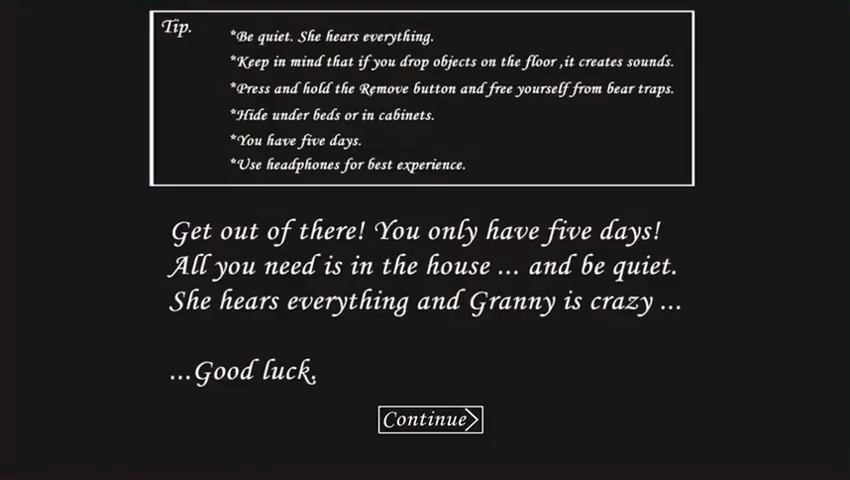 Tip.
*Be quiet. She hears everything.
*Keep in mind that if you drop objects on the floor ,it creates sounds.
*Press and hold the Remove button and free yourself from bear traps.
*Hide under beds or in cabinets.
*You have five days.
*Use headphones for best experience.
Get out of there! You only have five days!
All you need is in the house ... and be quiet.
She hears everything and Granny is crazy ...
...Good luck.
Continue